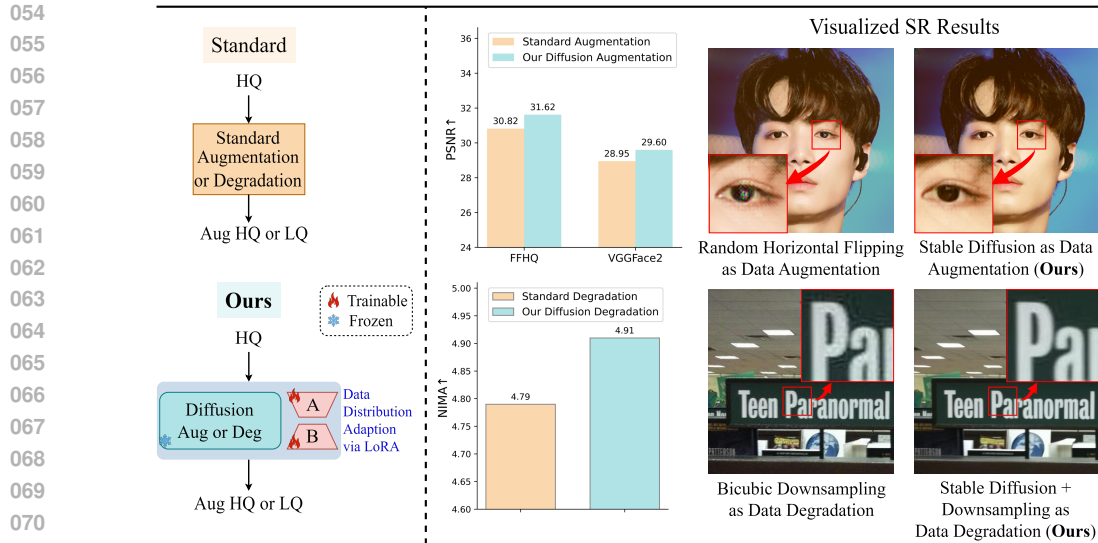 054
055
056
057
058
059
060
061
062
063
064
065
066
067
068
069
070
Standard
HQ
Standard
Augmentation
or Degradation
Aug HQ or LQ
Ours
Trainable
Frozen
HQ
Diffusion
Aug or Deg
A
B
Data
Distribution
Adaption
via LoRA
Aug HQ or LQ
PSNR↑
36
34
32
30
28
26
24
Standard Augmentation
Our Diffusion Augmentation
30.82
31.62
28.95
29.60
FFHQ
VGGFace2
NIMA↑
5.00
4.95
4.90
4.85
4.80
4.75
4.70
4.65
4.60
Standard Degradation
Our Diffusion Degradation
4.79
4.91
Visualized SR Results
Random Horizontal Flipping
as Data Augmentation
Stable Diffusion as Data
Augmentation (Ours)
Pa
Teen Paranormal
PATTERSON
Bicubic Downsampling
as Data Degradation
Pa
Teen Paranormal
PATTERSON
Stable Diffusion +
Downsampling as
Data Degradation (Ours)